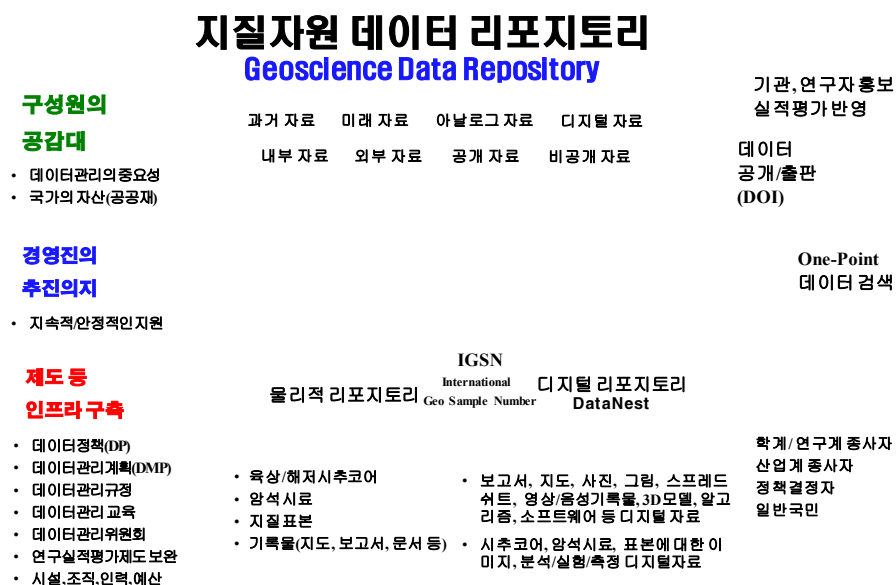 지질자원 데이터 리포지토리
Geoscience Data Repository
구성원의
공감대
• 데이터관리의중요성
• 국가의 자산(공공재)
경영진의
추진의지
• 지속적/안정적인지원
제도 등
인프라 구축
• 데이터정책(DP)
• 데이터관리계획(DMP)
• 데이터관리규정
• 데이터관리 교육
• 데이터관리위원회
• 연구실적평가제도 보완
• 시설,조직,인력,예산
과거 자료 미래 자료 아날로그 자료 디지털 자료
내부 자료 외부 자료 공개 자료 비공개 자료
물리적 리포지토리
IGSN
International
Geo Sample Number
디지털 리포지토리
DataNest
• 육상/해저시추코어
• 암석시료
• 지질표본
• 기록물(지도, 보고서, 문서 등)
• 보고서, 지도, 사진, 그림, 스프레드
쉬트, 영상/음성기록물, 3D모델, 알고
리즘, 소프트웨어 등 디지털 자료
• 시추코어, 암석시료, 표본에 대한 이
미지, 분석/실험/측정 디지털자료
기관, 연구자 홍보
실적평가 반영
데이터
공개/출판
(DOI)
One-Point
데이터 검색
학계/ 연구계 종사자
산업계 종사자
정책결정자
일반국민